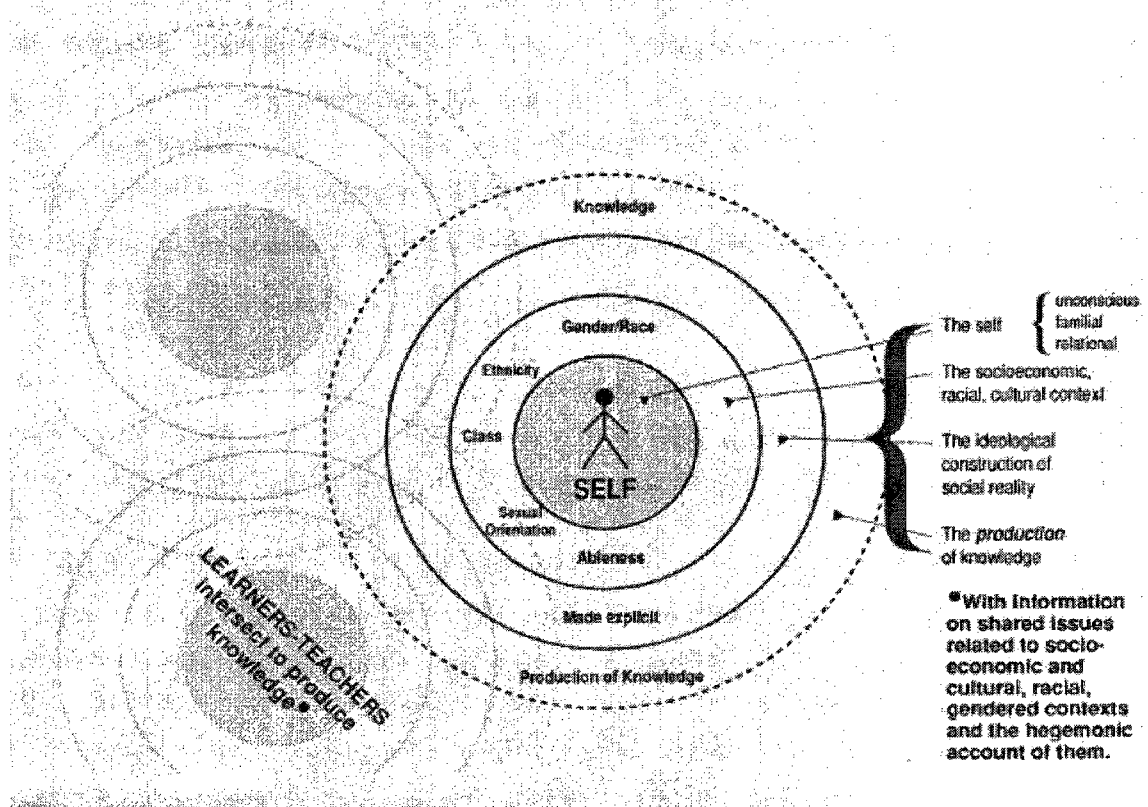 Knowledge
Gender/Race
Ethnicity
Class
SELF
Sexual
Orientation
Ableness
Made explicit
Production of Knowledge
The self
unconscious
familial
relational
The socioeconomic,
racial, cultural context
The ideological
construction of
social reality
The production
of knowledge
*With Information
on shared issues
related to socio-
economic and
cultural, racial,
gendered contexts
and the hegemonic
account of them.
LEARNERS-TEACHERS
intersect to produce
knowledge*